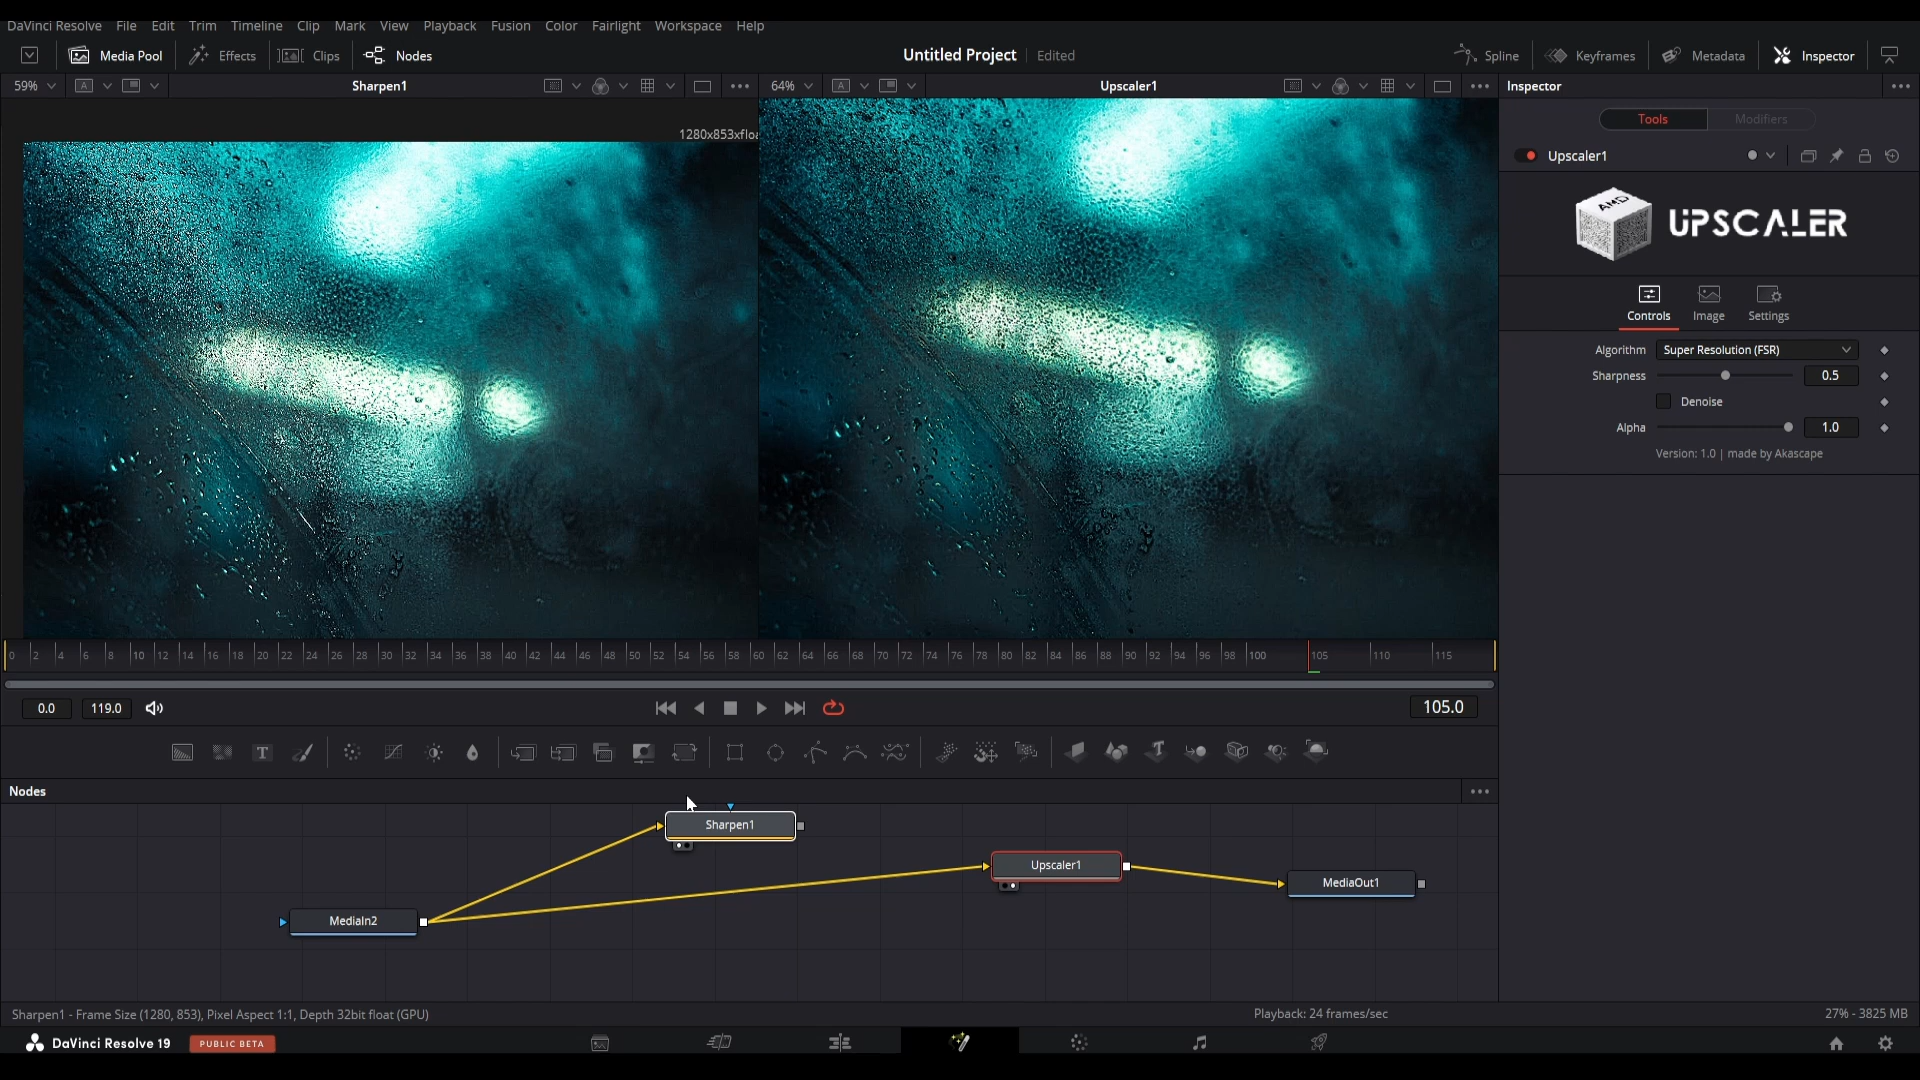 DaVinci Resolve File Edit Trim Timeline Clip Mark View Playback Fusion Color Fairlight Workspace Help
Media Pool Effects Clips Nodes Untitled Project Edited Spline Keyframes Metadata Inspector
59% A Sharpen1 64% A Upscaler1 Inspector
Tools Modifiers
1280x853xfloa
Upscaler1
AMD UPSCALER
Controls Image Settings
Algorithm Super Resolution (FSR)
Sharpness 0.5
Denoise
Alpha 1.0
Version: 1.0 | made by Akascape
0 2 4 6 8 10 12 14 16 18 20 22 24 26 28 30 32 34 36 38 40 42 44 46 48 50 52 54 56 58 60 62 64 66 68 70 72 74 76 78 80 82 84 86 88 90 92 94 96 98 100 105 110 115
0.0 119.0 105.0
T
Nodes
Sharpen1
Upscaler1
MediaOut1
MediaIn2
Sharpen1 - Frame Size (1280, 853), Pixel Aspect 1:1, Depth 32bit float (GPU) Playback: 24 frames/sec 27% - 3825 MB
DaVinci Resolve 19 PUBLIC BETA